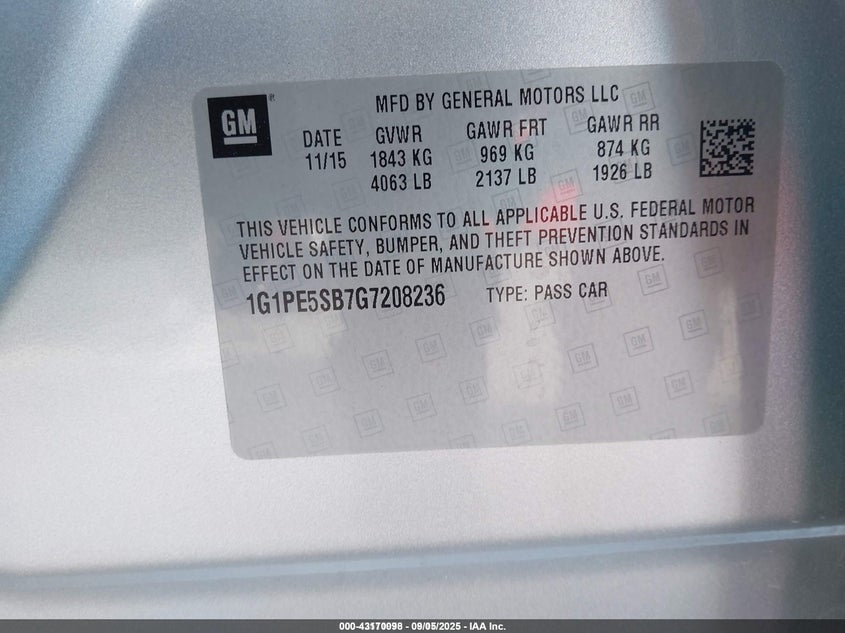 GM
MFD BY GENERAL MOTORS LLC
DATE GVWR GAWR FRT GAWR RR
11/15 1843 KG 969 KG 874 KG
4063 LB 2137 LB 1926 LB
THIS VEHICLE CONFORMS TO ALL APPLICABLE U.S. FEDERAL MOTOR
VEHICLE SAFETY, BUMPER, AND THEFT PREVENTION STANDARDS IN
EFFECT ON THE DATE OF MANUFACTURE SHOWN ABOVE.
1G1PE5SB7G7208236 TYPE: PASS CAR
000-43170098 - 09/05/2025 - IAA Inc.